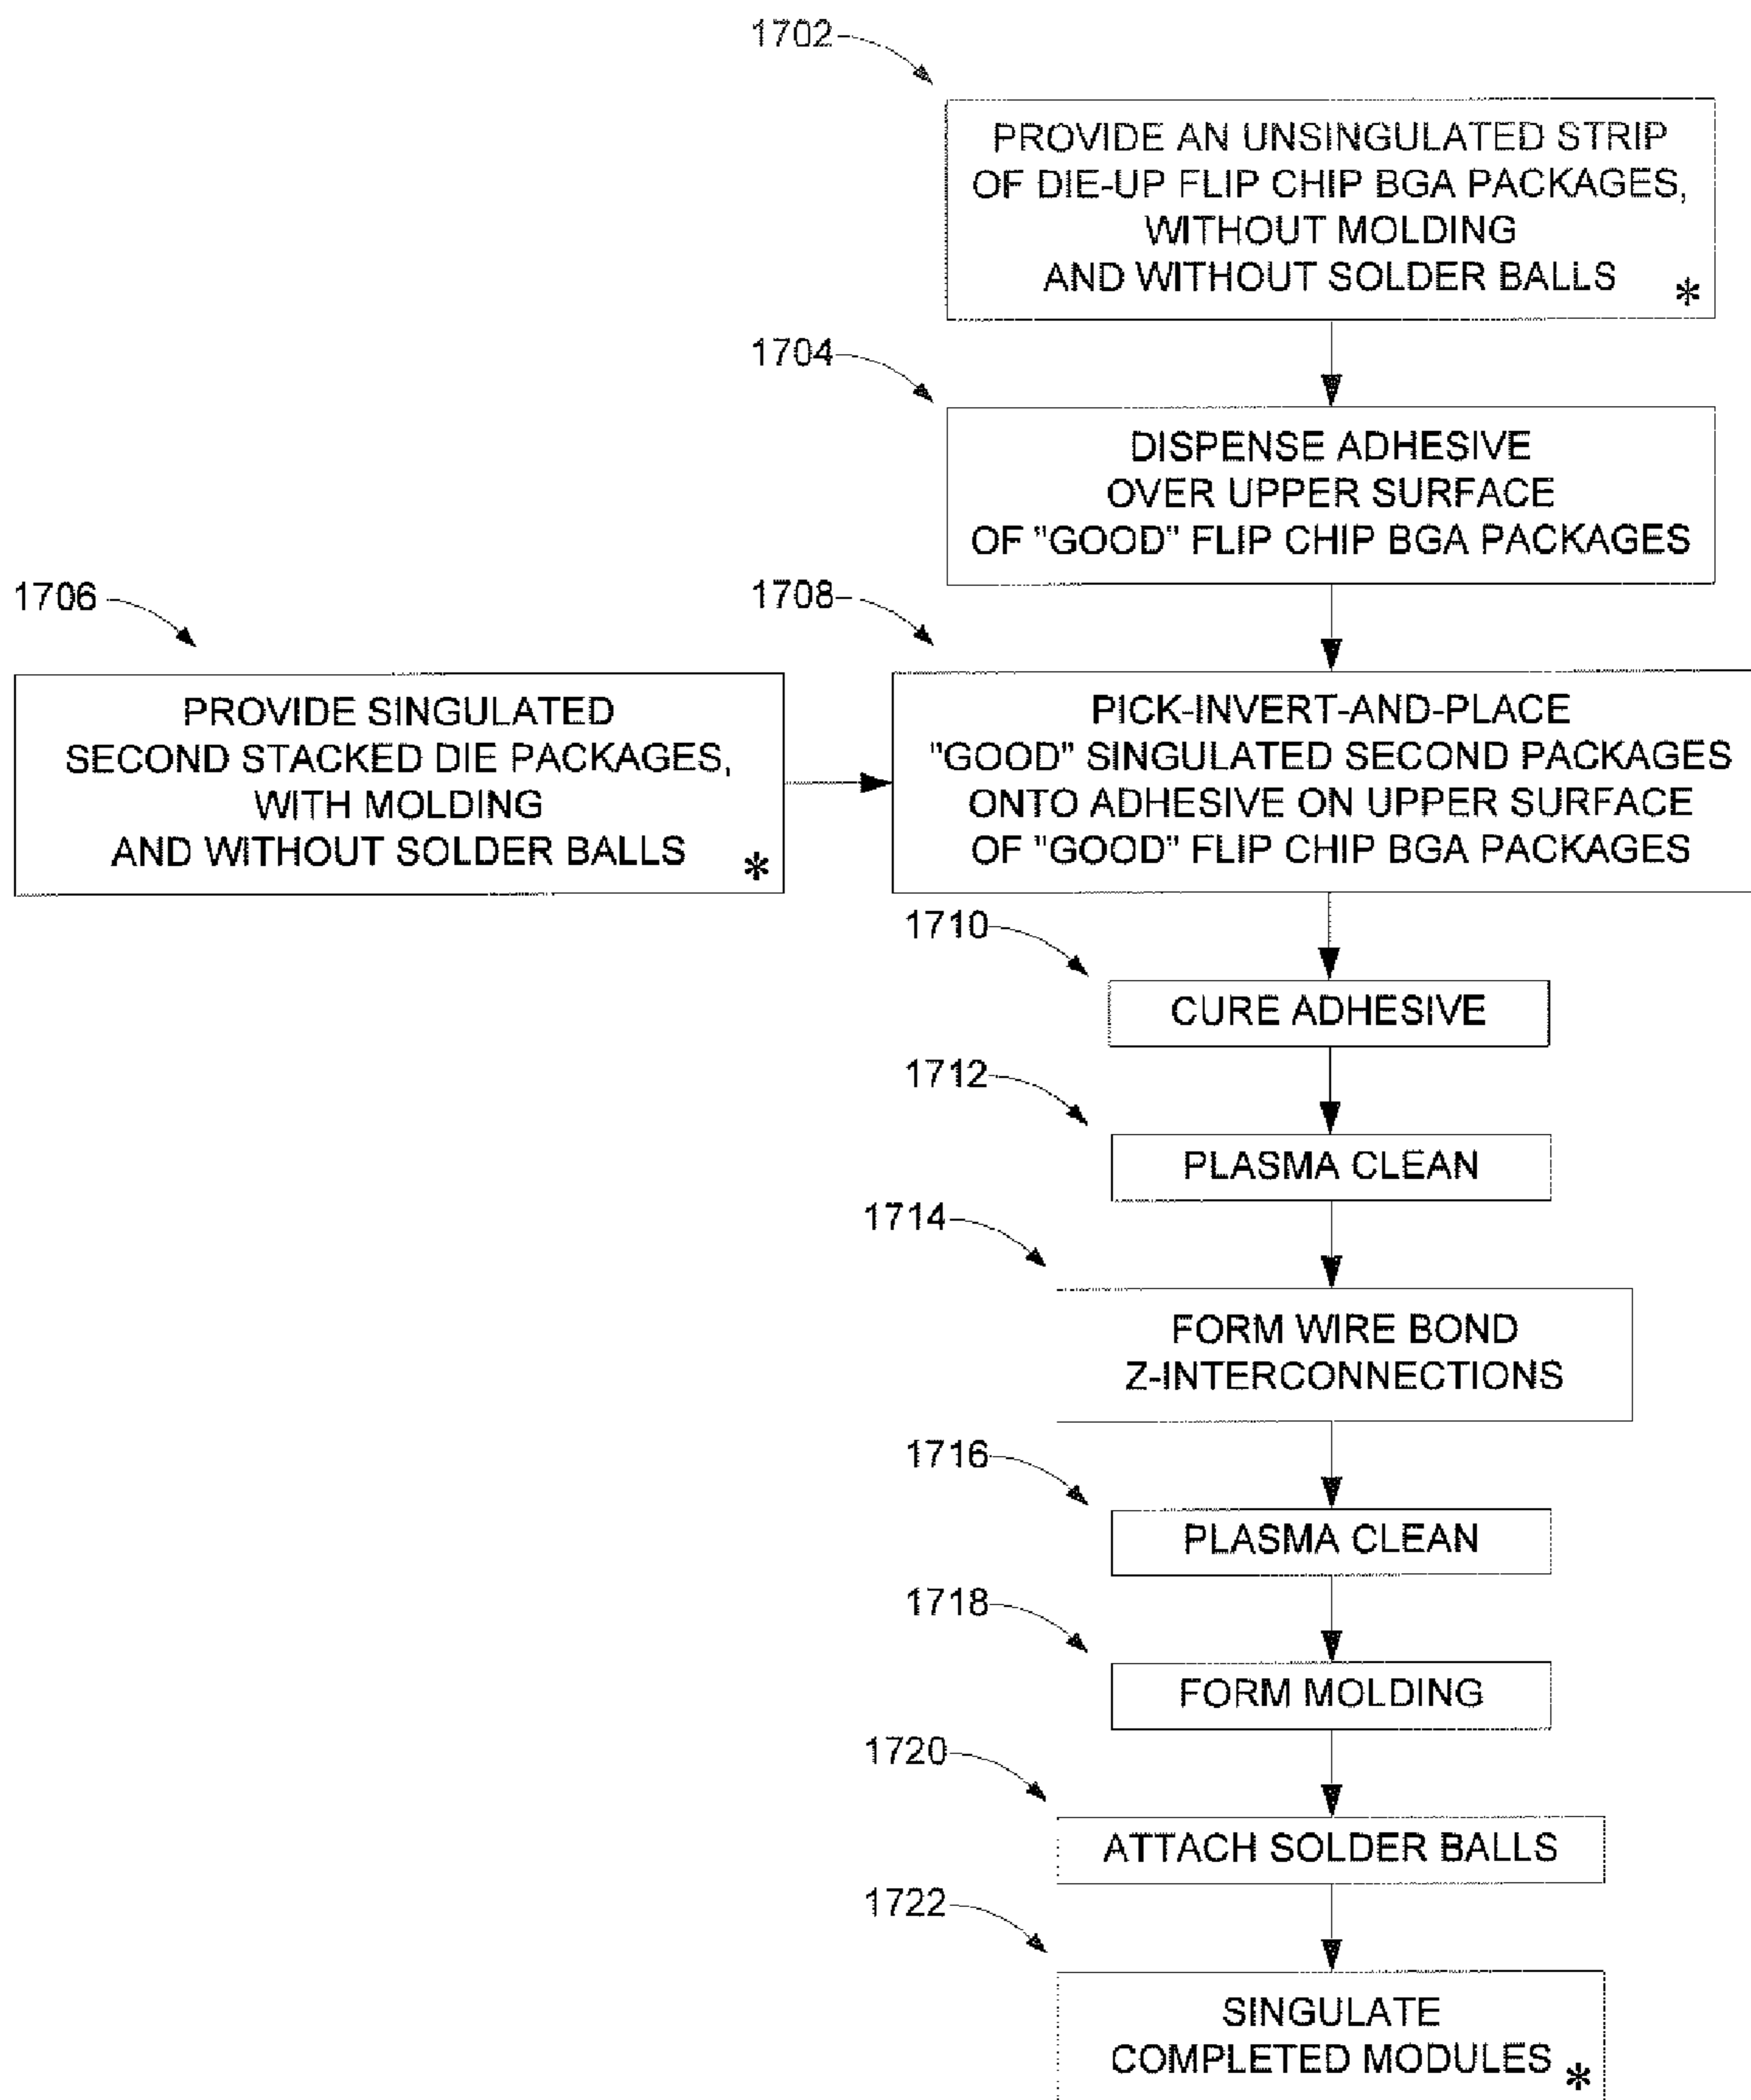 1702
PROVIDE AN UNSINGULATED STRIP
OF DIE-UP FLIP CHIP BGA PACKAGES,
WITHOUT MOLDING
AND WITHOUT SOLDER BALLS *
1704
DISPENSE ADHESIVE
OVER UPPER SURFACE
OF "GOOD" FLIP CHIP BGA PACKAGES
1706
PROVIDE SINGULATED
SECOND STACKED DIE PACKAGES,
WITH MOLDING
AND WITHOUT SOLDER BALLS *
1708
PICK-INVERT-AND-PLACE
"GOOD" SINGULATED SECOND PACKAGES
ONTO ADHESIVE ON UPPER SURFACE
OF "GOOD" FLIP CHIP BGA PACKAGES
1710
CURE ADHESIVE
1712
PLASMA CLEAN
1714
FORM WIRE BOND
Z-INTERCONNECTIONS
1716
PLASMA CLEAN
1718
FORM MOLDING
1720
ATTACH SOLDER BALLS
1722
SINGULATE
COMPLETED MODULES *